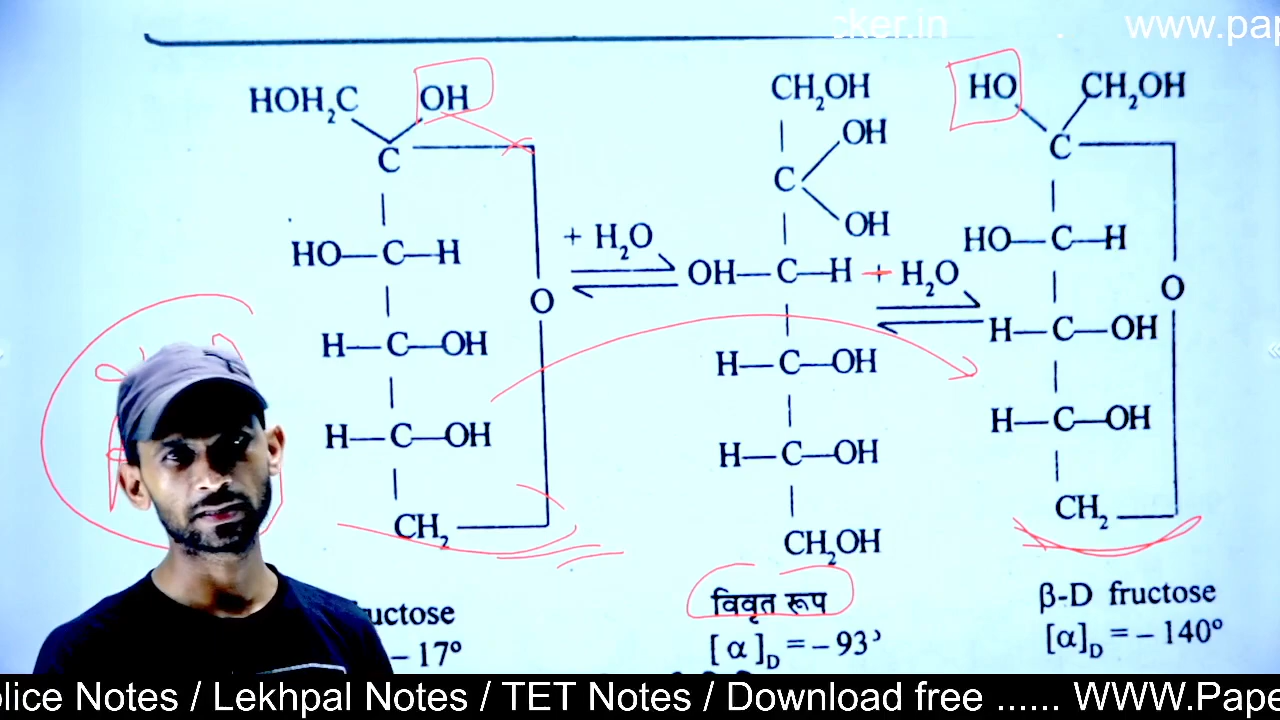 cker.in . www.pap
HOH₂C OH
C
HO—C—H
H—C—OH
H—C—OH
CH₂
O
uctose
– 17°
+ H₂O
CH₂OH
OH
C
OH
OH—C—H + H₂O
H—C—OH
H—C—OH
CH₂OH
विवृत रूप
[α]D = – 93°
HO CH₂OH
C
HO—C—H
H—C—OH
H—C—OH
CH₂
O
β-D fructose
[α]D = – 140°
olice Notes / Lekhpal Notes / TET Notes / Download free ...... WWW.Pape